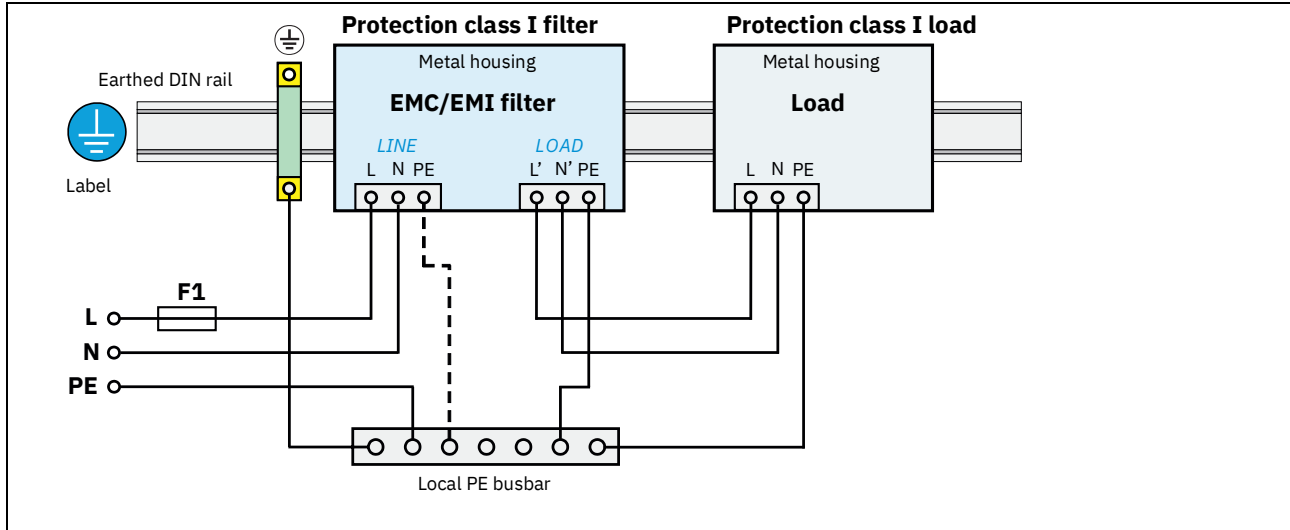 Protection class I filter
Protection class I load
Metal housing
Metal housing
Earthed DIN rail
EMC/EMI filter
Load
LINE
LOAD
L N PE
L’ N’ PE
L N PE
Label
F1
L
N
PE
Local PE busbar